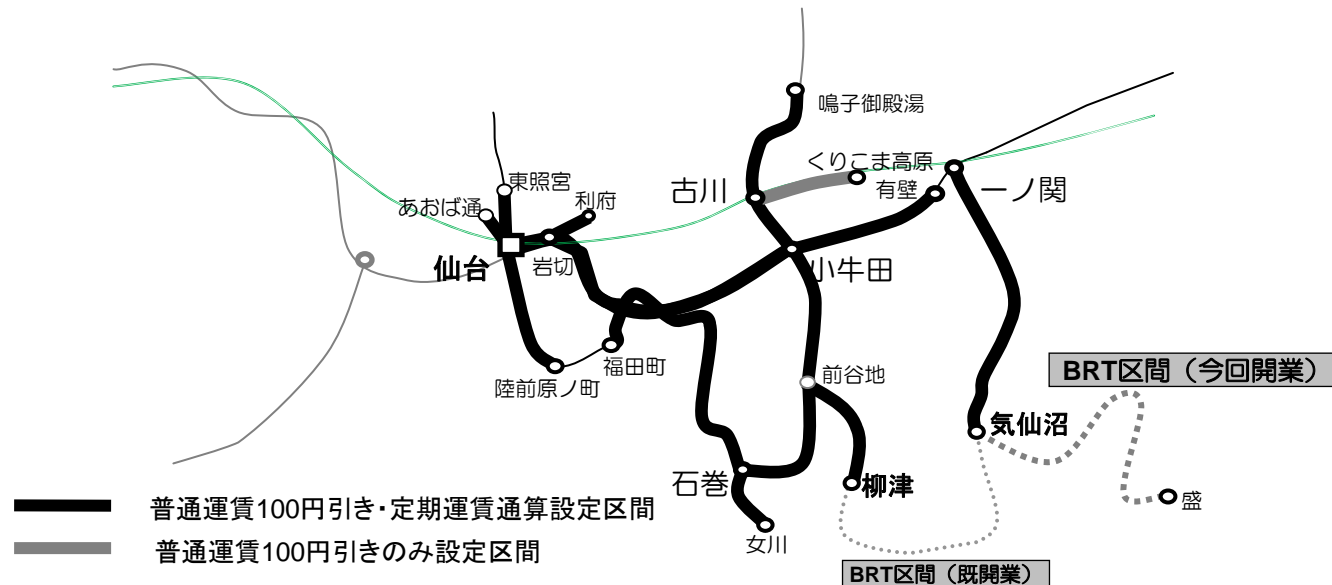 鳴子御殿湯
くりこま高原
東照宮
古川
有壁
一ノ関
利府
あおば通
仙台
岩切
小牛田
福田町
前谷地
BRT区間（今回開業）
陸前原ノ町
気仙沼
石巻
柳津
盛
普通運賃100円引き・定期運賃通算設定区間
女川
普通運賃100円引きのみ設定区間
BRT区間（既開業）